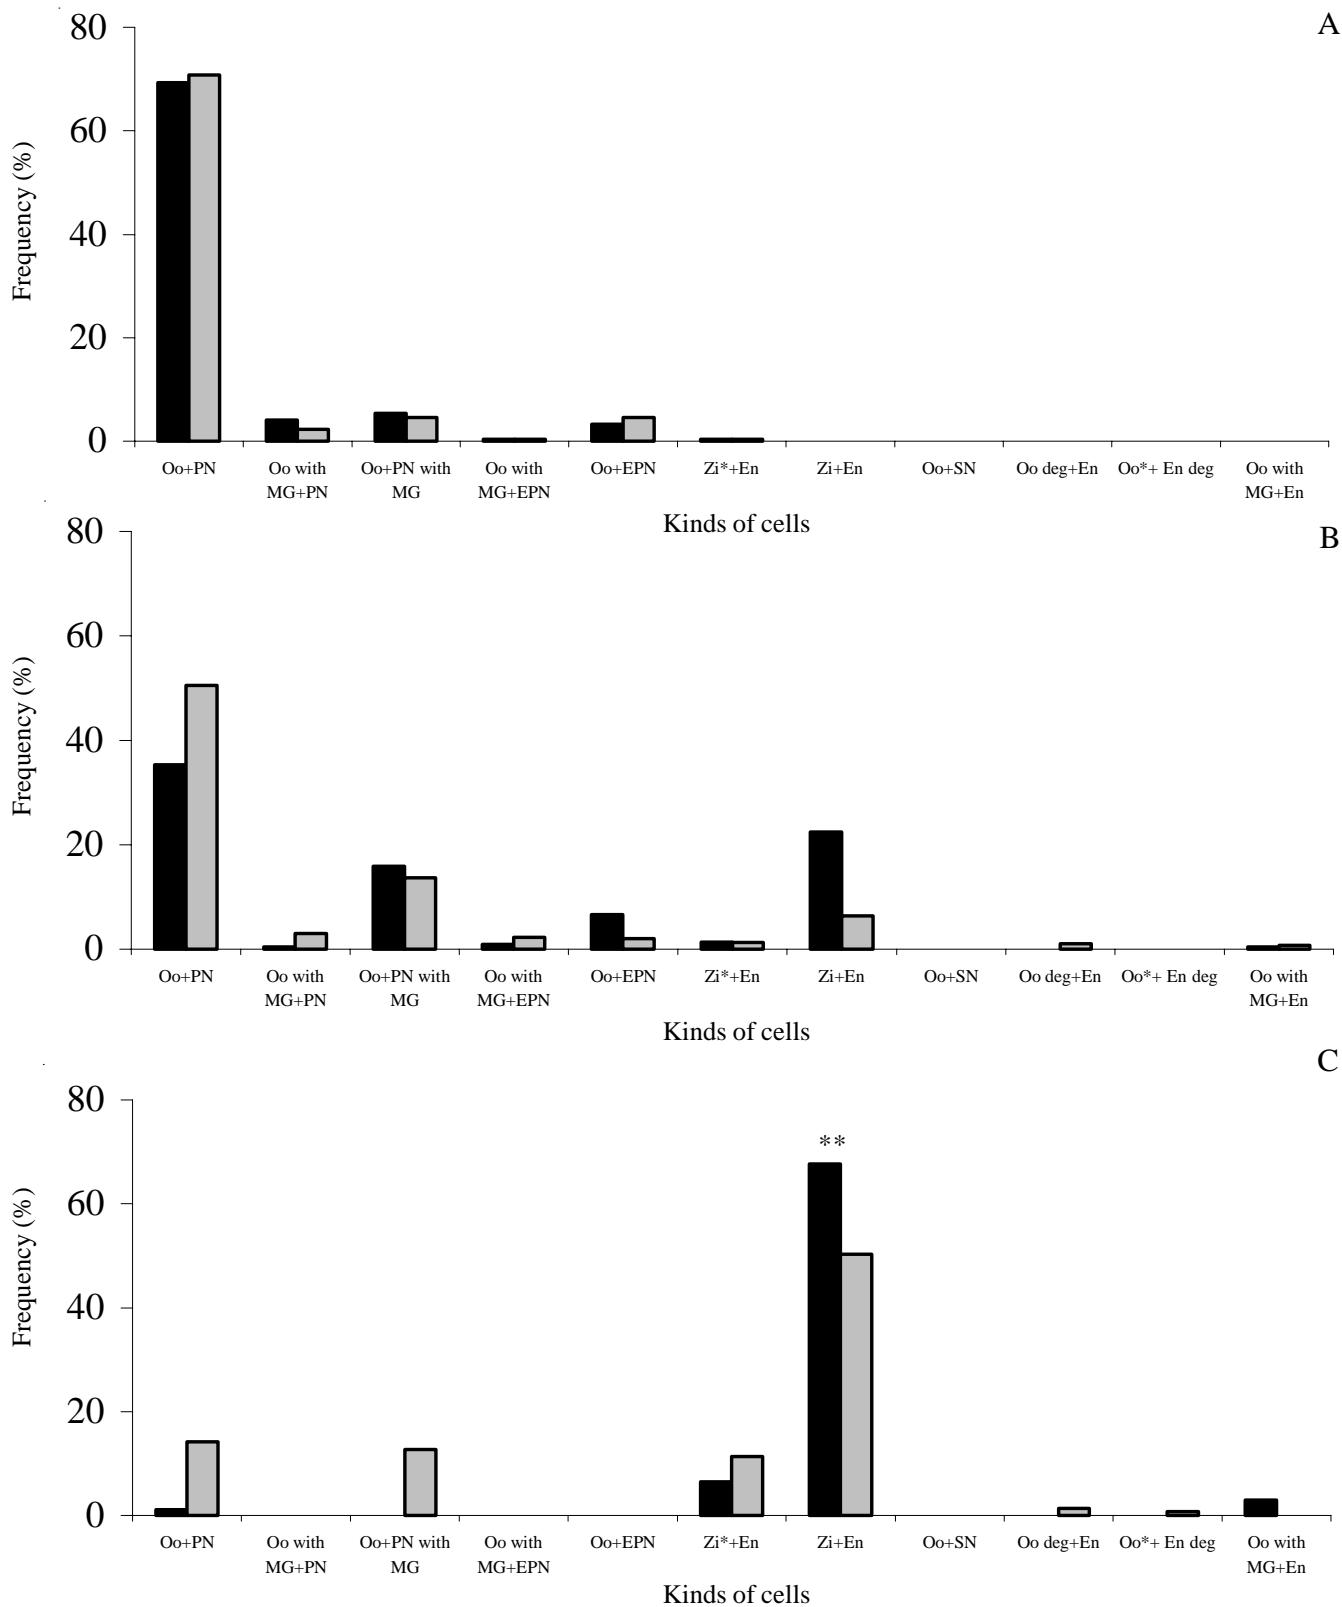 A
80
60
40
20
0
Frequency (%)
Oo+PN
Oo with
MG+PN
Oo+PN with
MG
Oo with
MG+EPN
Oo+EPN
Zi*+En
Zi+En
Oo+SN
Oo deg+En
Oo*+ En deg
Oo with
MG+En
Kinds of cells
B
80
60
40
20
0
Frequency (%)
Oo+PN
Oo with
MG+PN
Oo+PN with
MG
Oo with
MG+EPN
Oo+EPN
Zi*+En
Zi+En
Oo+SN
Oo deg+En
Oo*+ En deg
Oo with
MG+En
Kinds of cells
C
80
60
40
20
0
Frequency (%)
**
Oo+PN
Oo with
MG+PN
Oo+PN with
MG
Oo with
MG+EPN
Oo+EPN
Zi*+En
Zi+En
Oo+SN
Oo deg+En
Oo*+ En deg
Oo with
MG+En
Kinds of cells